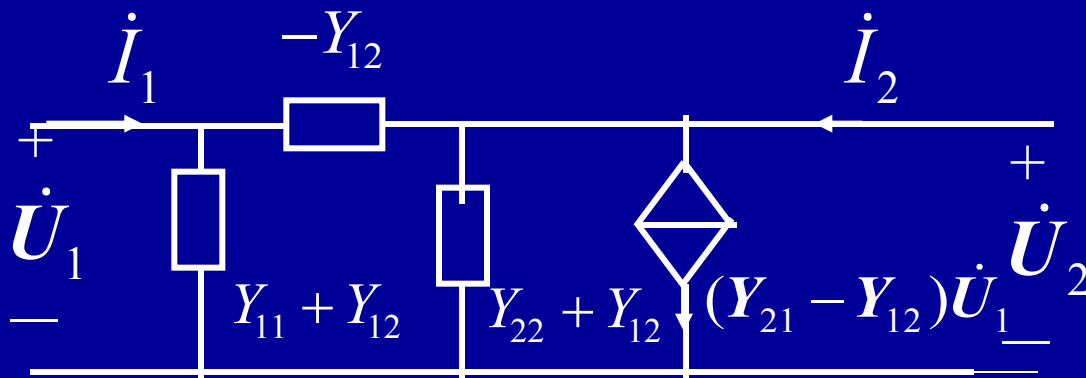 −Y₁₂
İ₁
İ₂
+
U̇₁
−
Y₁₁ + Y₁₂
Y₂₂ + Y₁₂
(Y₂₁ − Y₁₂)U̇₁
+
U̇₂
−